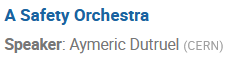 A Safety Orchestra
Speaker: Aymeric Dutruel (CERN)